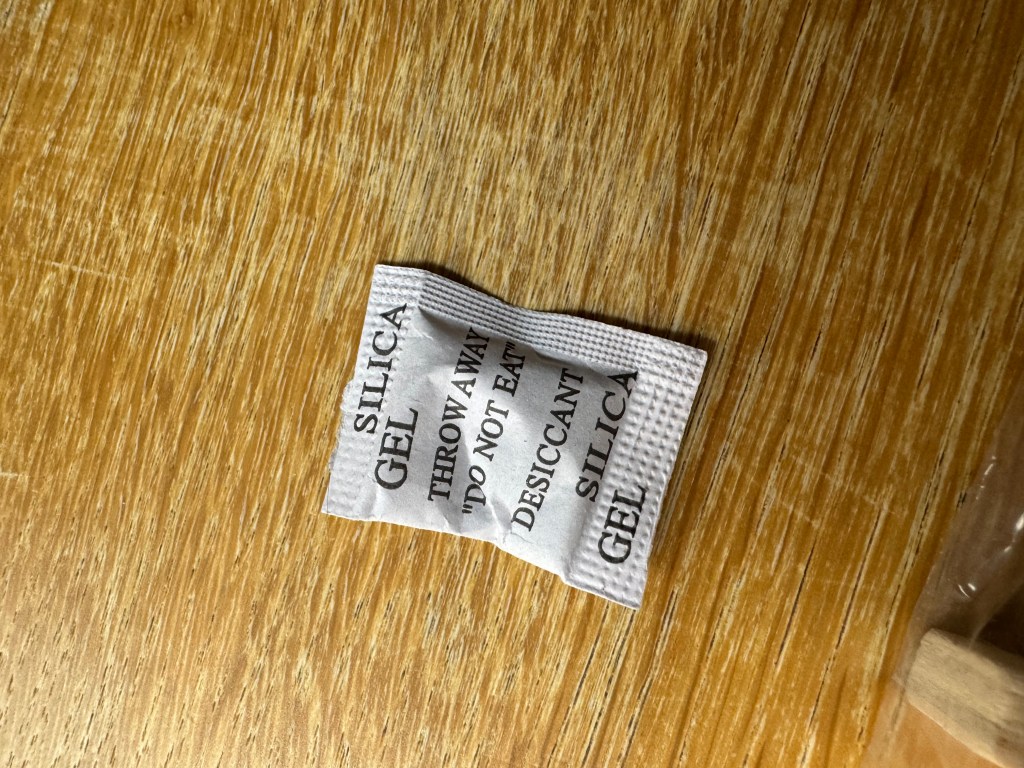 SILICA
GEL
THROWAWAY
"DO NOT EAT"
DESICCANT
SILICA
GEL